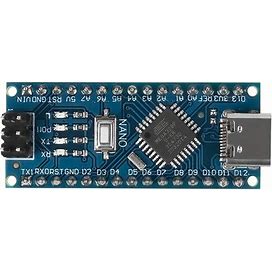 VIN GND RST 5V A7 A6 A5 A4 A3 A2 A1 A0 REF 3V3 D13
L
TX
RX
NANO
TX1 RX0 RST GND D2 D3 D4 D5 D6 D7 D8 D9 D10 D11 D12